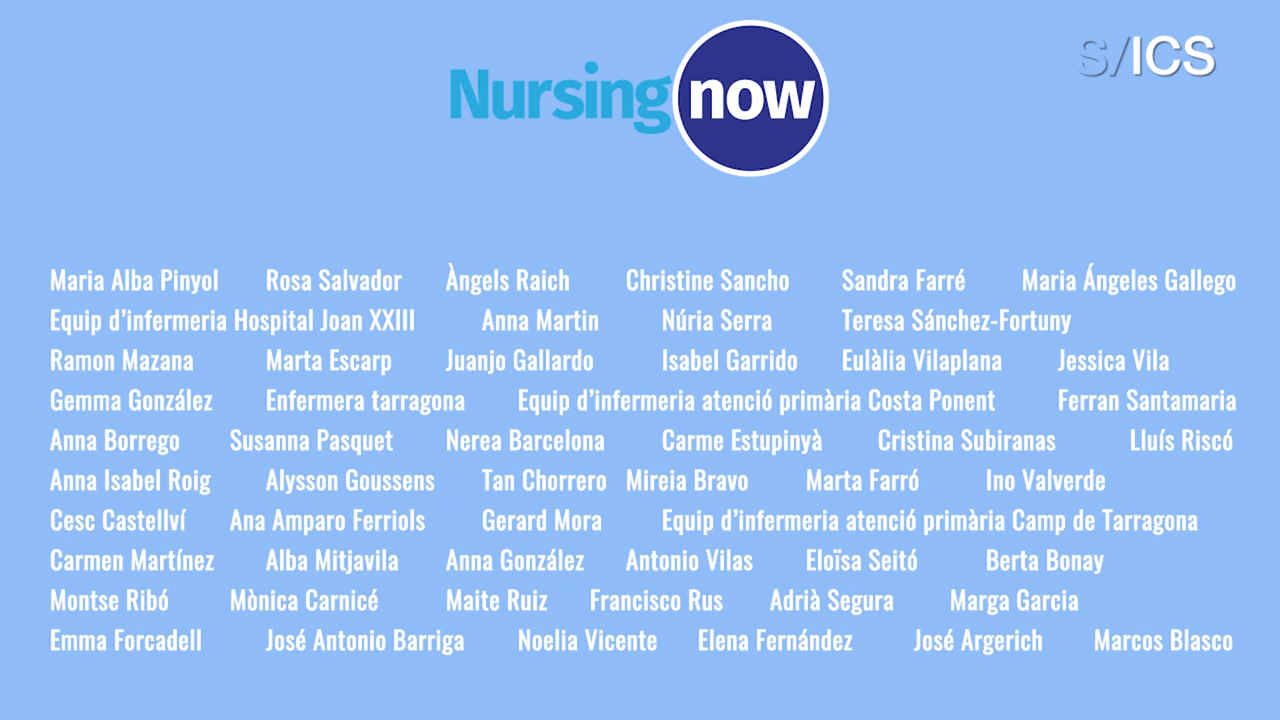 Nursing now
S/ICS
Maria Alba Pinyol Rosa Salvador Àngels Raich Christine Sancho Sandra Farré Maria Ángeles Gallego
Equip d’infermeria Hospital Joan XXIII Anna Martin Núria Serra Teresa Sánchez-Fortuny
Ramon Mazana Marta Escarp Juanjo Gallardo Isabel Garrido Eulàlia Vilaplana Jessica Vila
Gemma González Enfermera tarragona Equip d’infermeria atenció primària Costa Ponent Ferran Santamaria
Anna Borrego Susanna Pasquet Nerea Barcelona Carme Estupinyà Cristina Subiranas Lluís Riscó
Anna Isabel Roig Alysson Goussens Tan Chorrero Mireia Bravo Marta Farró Ino Valverde
Cesc Castellví Ana Amparo Ferriols Gerard Mora Equip d’infermeria atenció primària Camp de Tarragona
Carmen Martínez Alba Mitjavila Anna González Antonio Vilas Eloïsa Seitó Berta Bonay
Montse Ribó Mònica Carnicé Maite Ruiz Francisco Rus Adrià Segura Marga Garcia
Emma Forcadell José Antonio Barriga Noelia Vicente Elena Fernández José Argerich Marcos Blasco